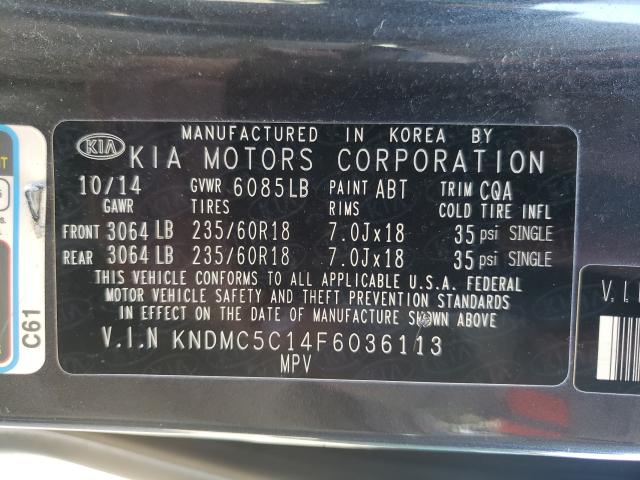 MANUFACTURED IN KOREA BY
KIA KIA MOTORS CORPORATION
10/14 GVWR 6085LB PAINT ABT TRIM CQA
GAWR TIRES RIMS COLD TIRE INFL
FRONT 3064 LB 235/60R18 7.0Jx18 35 psi SINGLE
REAR 3064 LB 235/60R18 7.0Jx18 35 psi SINGLE
THIS VEHICLE CONFORMS TO ALL APPLICABLE U.S.A. FEDERAL
MOTOR VEHICLE SAFETY AND THEFT PREVENTION STANDARDS
IN EFFECT ON THE DATE OF MANUFACTURE SHOWN ABOVE
V.I.N KNDMC5C14F6036113
MPV
C61
V.I.